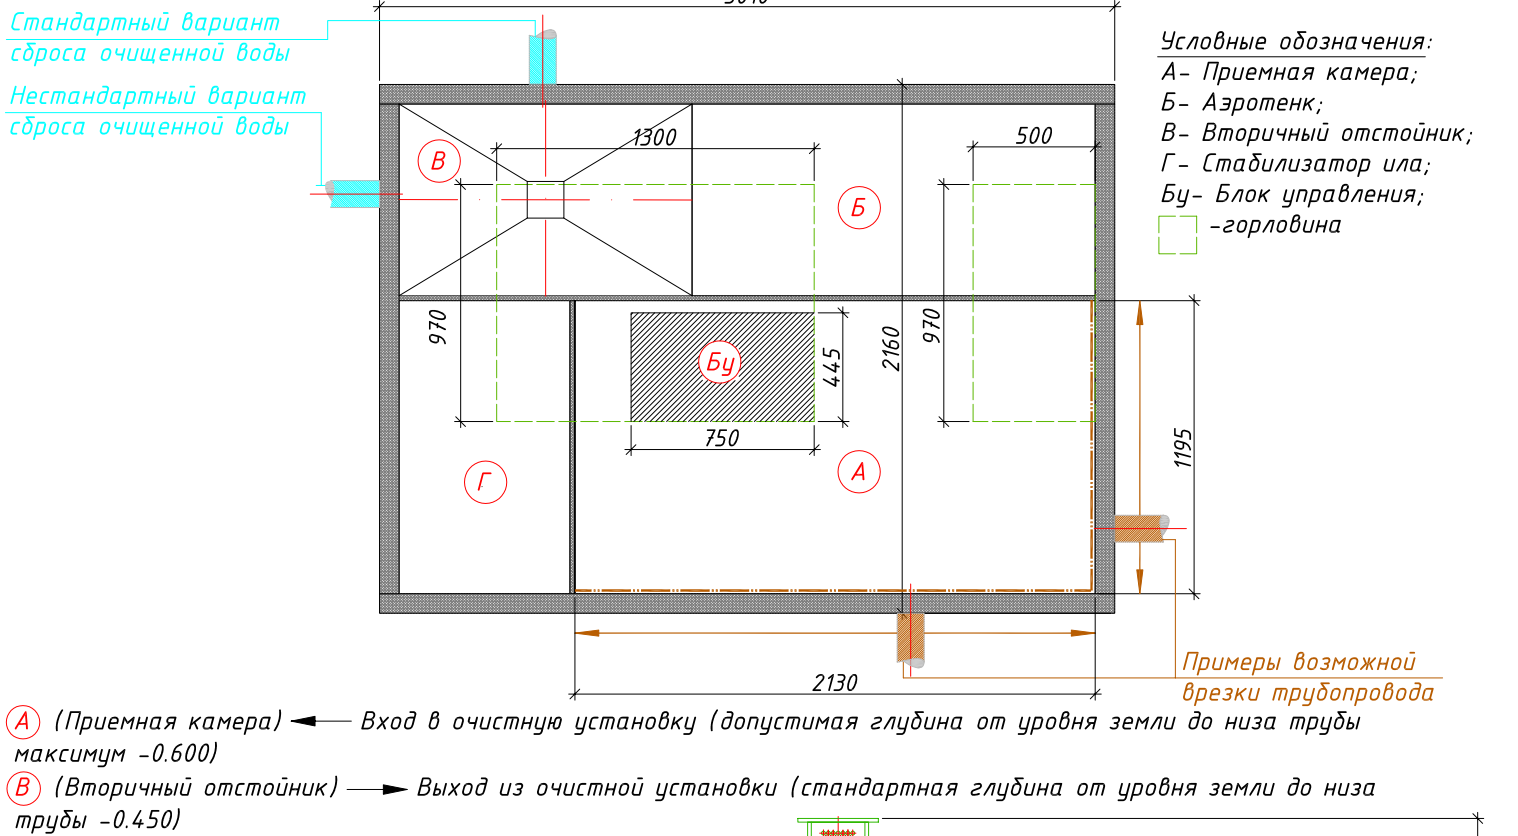 Стандартный вариант
сброса очищенной воды
Нестандартный вариант
сброса очищенной воды
Условные обозначения:
А- Приемная камера;
Б- Аэротенк;
В- Вторичный отстойник;
Г- Стабилизатор ила;
Бу- Блок управления;
-горловина
1300
500
В
Б
970
2160
970
Бу
445
750
1195
А
Г
2130
Примеры возможной
врезки трубопровода
А (Приемная камера) Вход в очистную установку (допустимая глубина от уровня земли до низа трубы
максимум -0.600)
В (Вторичный отстойник) Выход из очистной установки (стандартная глубина от уровня земли до низа
трубы -0.450)